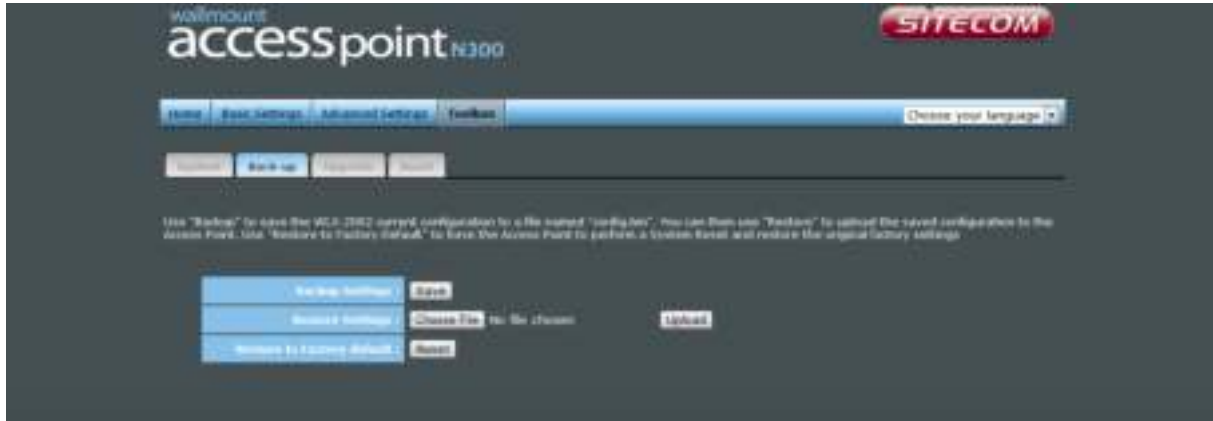 wallmount
accesspoint N300
SITECOM
Home Basic Settings Advanced Settings Toolbox
Choose your language
Back-up Upgrade Reset
Use "Backup" to save the WLX-2002 current configuration to a file named "config.bin". You can then use "Restore" to upload the saved configuration to the
Access Point. Use "Restore to Factory Default" to force the Access Point to perform a System Reset and restore the original factory settings
Backup Settings : Save
Restore Settings : Choose File No file chosen Upload
Restore to Factory default : Reset